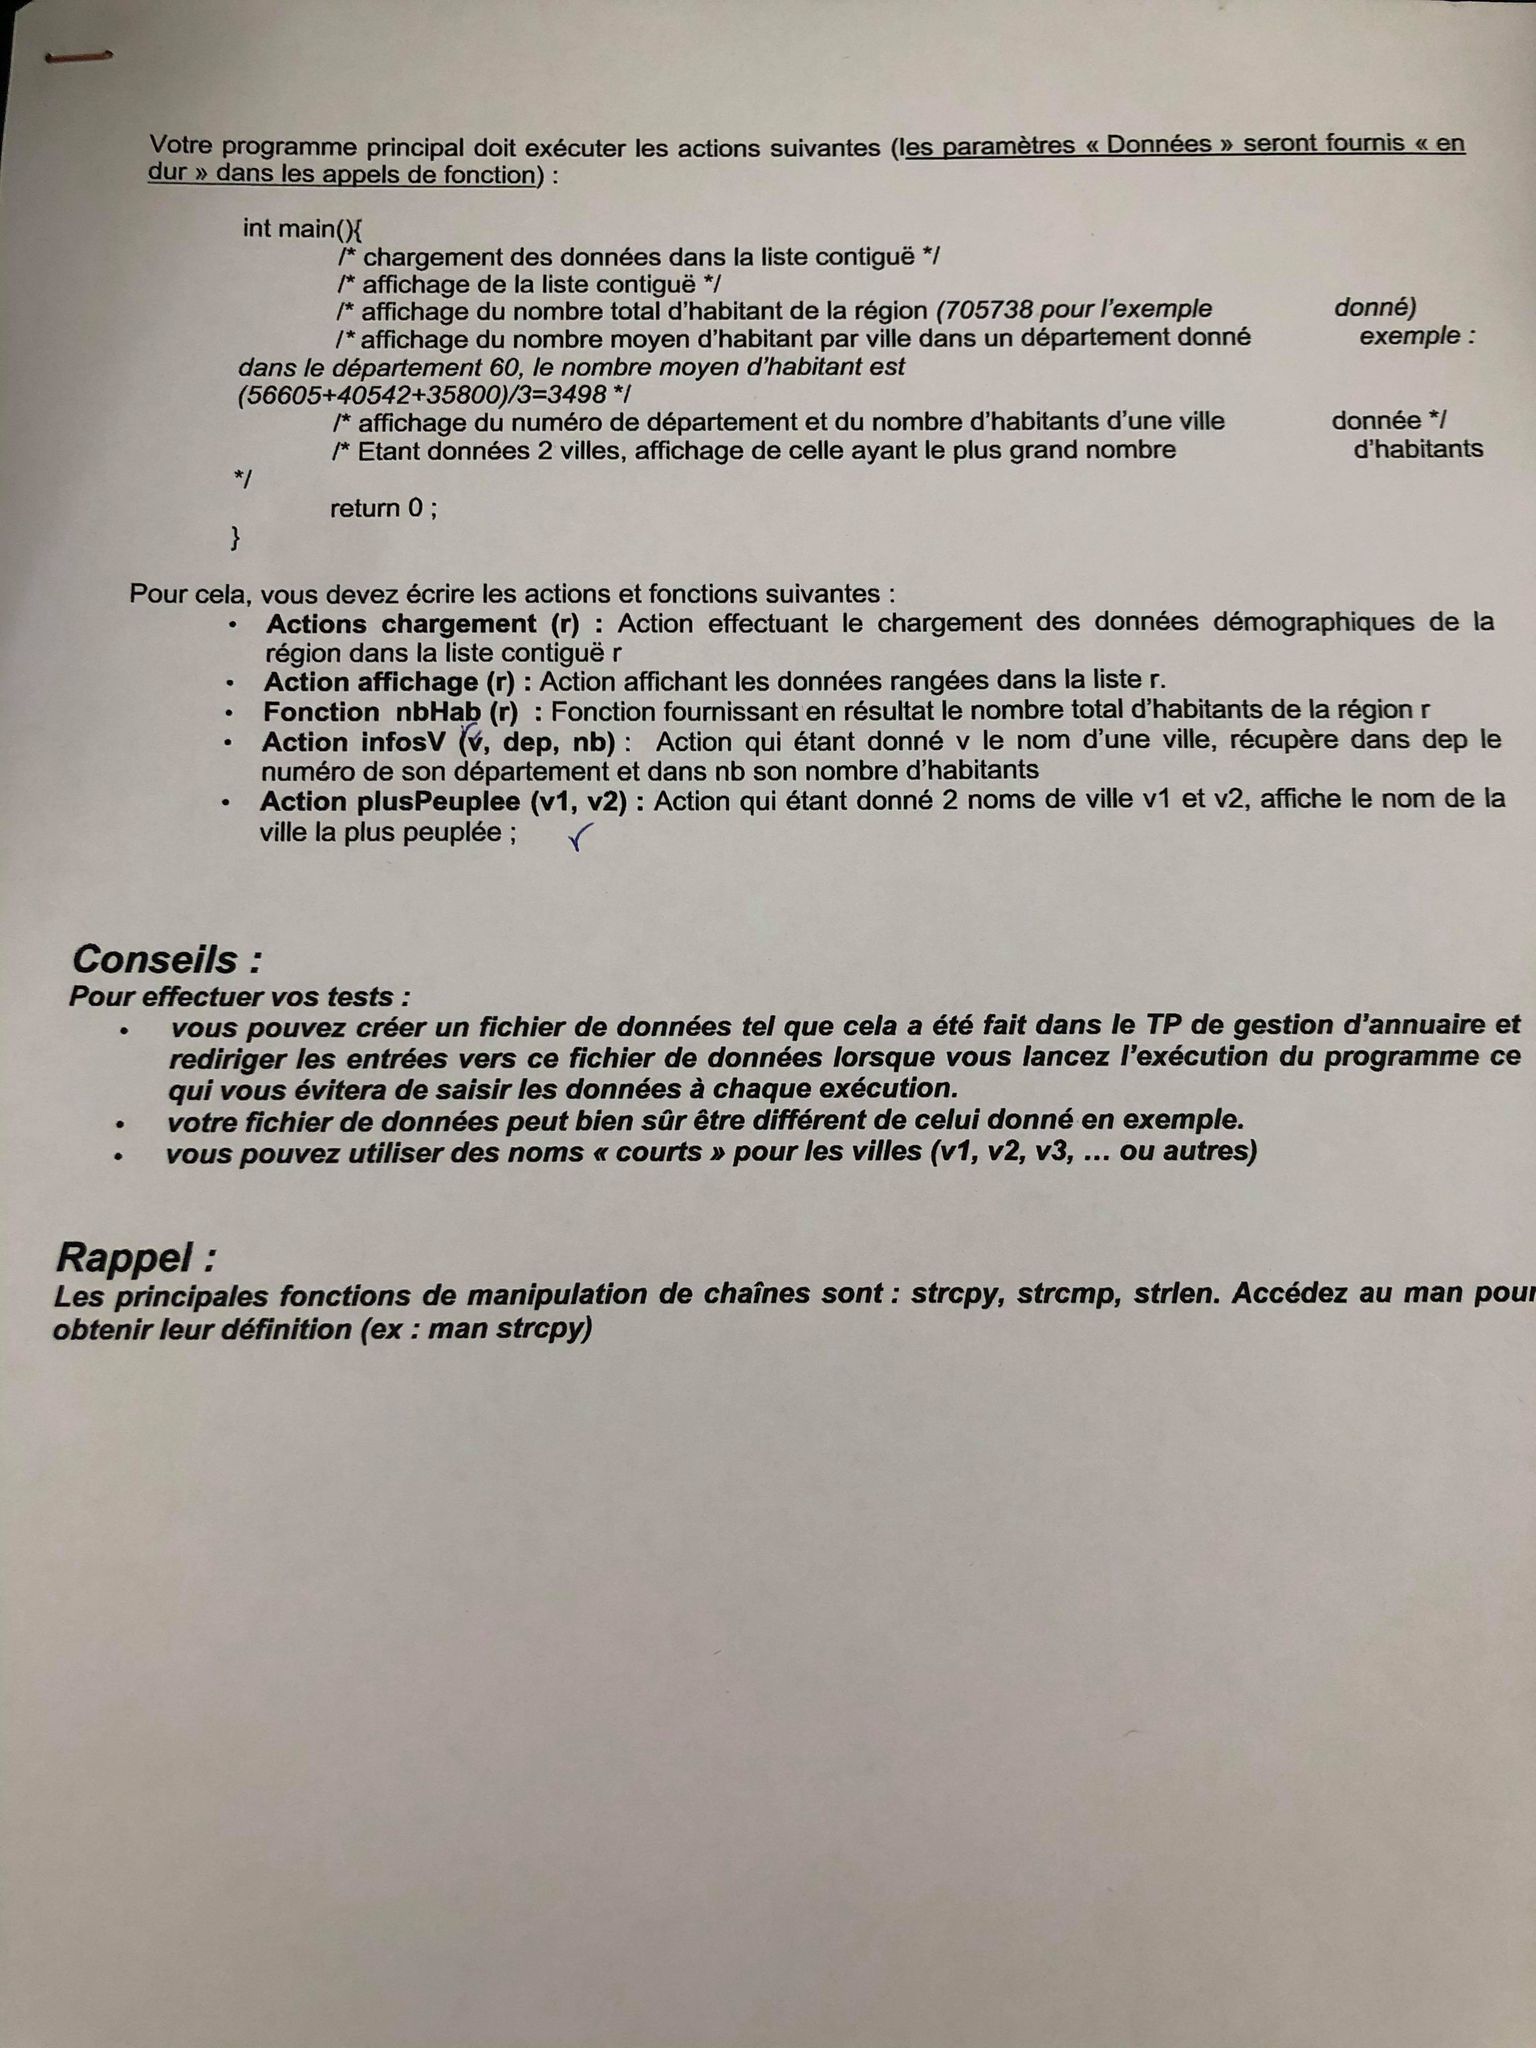 Votre programme principal doit exécuter les actions suivantes (les paramètres « Données » seront fournis « en
dur » dans les appels de fonction) :
int main(){
/* chargement des données dans la liste contiguë */
/* affichage de la liste contiguë */
/* affichage du nombre total d'habitant de la région (705738 pour l'exemple donné)
/* affichage du nombre moyen d'habitant par ville dans un département donné exemple :
dans le département 60, le nombre moyen d'habitant est
(56605+40542+35800)/3=3498 */
/* affichage du numéro de département et du nombre d'habitants d'une ville donnée */
/* Etant données 2 villes, affichage de celle ayant le plus grand nombre d'habitants
*/
return 0 ;
}
Pour cela, vous devez écrire les actions et fonctions suivantes :
• Actions chargement (r) : Action effectuant le chargement des données démographiques de la
région dans la liste contiguë r
• Action affichage (r) : Action affichant les données rangées dans la liste r.
• Fonction nbHab (r) : Fonction fournissant en résultat le nombre total d'habitants de la région r
• Action infosV (v, dep, nb) : Action qui étant donné v le nom d'une ville, récupère dans dep le
numéro de son département et dans nb son nombre d'habitants
• Action plusPeuplee (v1, v2) : Action qui étant donné 2 noms de ville v1 et v2, affiche le nom de la
ville la plus peuplée ;
Conseils :
Pour effectuer vos tests :
• vous pouvez créer un fichier de données tel que cela a été fait dans le TP de gestion d'annuaire et
rediriger les entrées vers ce fichier de données lorsque vous lancez l'exécution du programme ce
qui vous évitera de saisir les données à chaque exécution.
• votre fichier de données peut bien sûr être différent de celui donné en exemple.
• vous pouvez utiliser des noms « courts » pour les villes (v1, v2, v3, ... ou autres)
Rappel :
Les principales fonctions de manipulation de chaînes sont : strcpy, strcmp, strlen. Accédez au man pour
obtenir leur définition (ex : man strcpy)